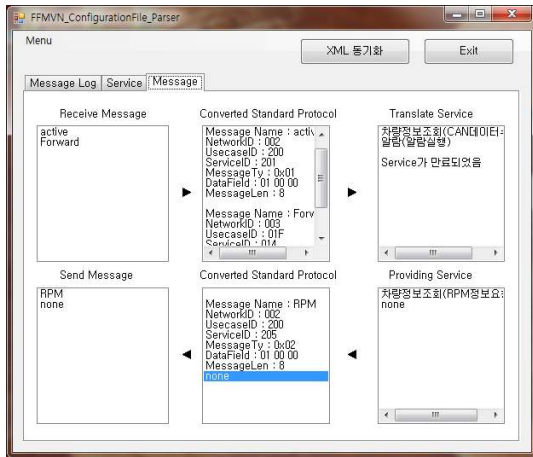 FFMVN_ConfigurationFile_Parser
Menu
XML 동기화
Exit
Message Log
Service
Message
Receive Message
active
Forward
Converted Standard Protocol
Message Name : activ
NetworkID : 002
UsecaseID : 200
ServiceID : 201
MessageTy : 0x01
DataField : 01 00 00
MessageLen : 8
Message Name : Forw
NetworkID : 003
UsecaseID : 01F
ServiceID : 014
Translate Service
차량정보조회(CAN데이터
알람(알람실행)
Service가 만료되었음
Send Message
RPM
none
Converted Standard Protocol
Message Name : RPM
NetworkID : 002
UsecaseID : 200
ServiceID : 205
MessageTy : 0x02
DataField : 01 00 00
MessageLen : 8
none
Providing Service
차량정보조회(RPM정보요
none